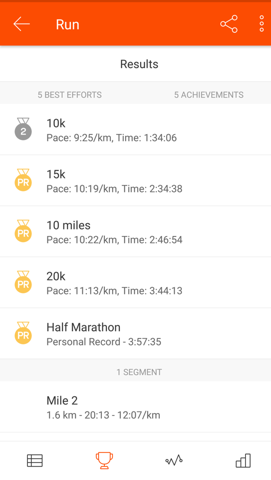 Run
Results
5 BEST EFFORTS 5 ACHIEVEMENTS
2
10k
Pace: 9:25/km, Time: 1:34:06
PR
15k
Pace: 10:19/km, Time: 2:34:38
PR
10 miles
Pace: 10:22/km, Time: 2:46:54
PR
20k
Pace: 11:13/km, Time: 3:44:13
PR
Half Marathon
Personal Record - 3:57:35
1 SEGMENT
Mile 2
1.6 km - 20:13 - 12:07/km